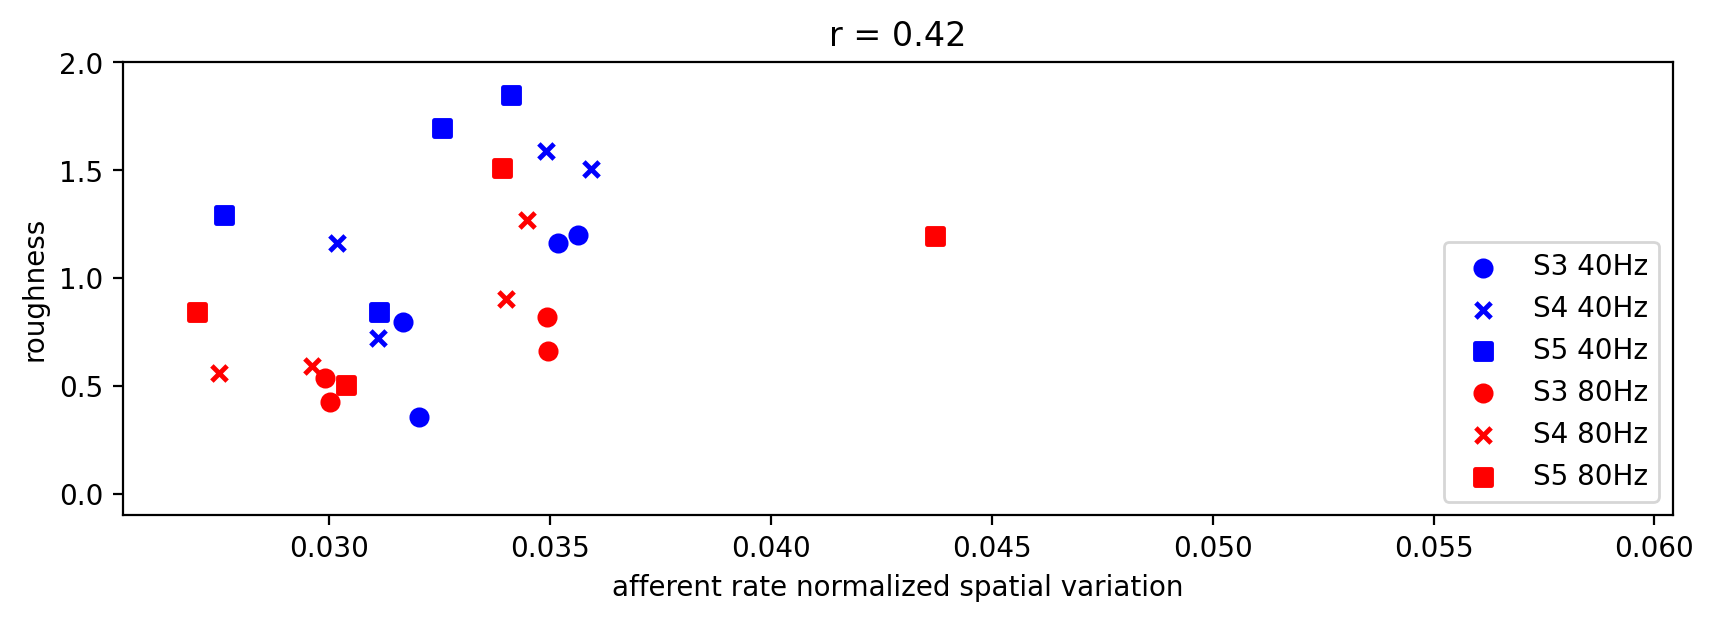 r = 0.42
2.0
1.5
1.0
0.5
0.0
roughness
S3 40Hz
S4 40Hz
S5 40Hz
S3 80Hz
S4 80Hz
S5 80Hz
0.030 0.035 0.040 0.045 0.050 0.055 0.060
afferent rate normalized spatial variation